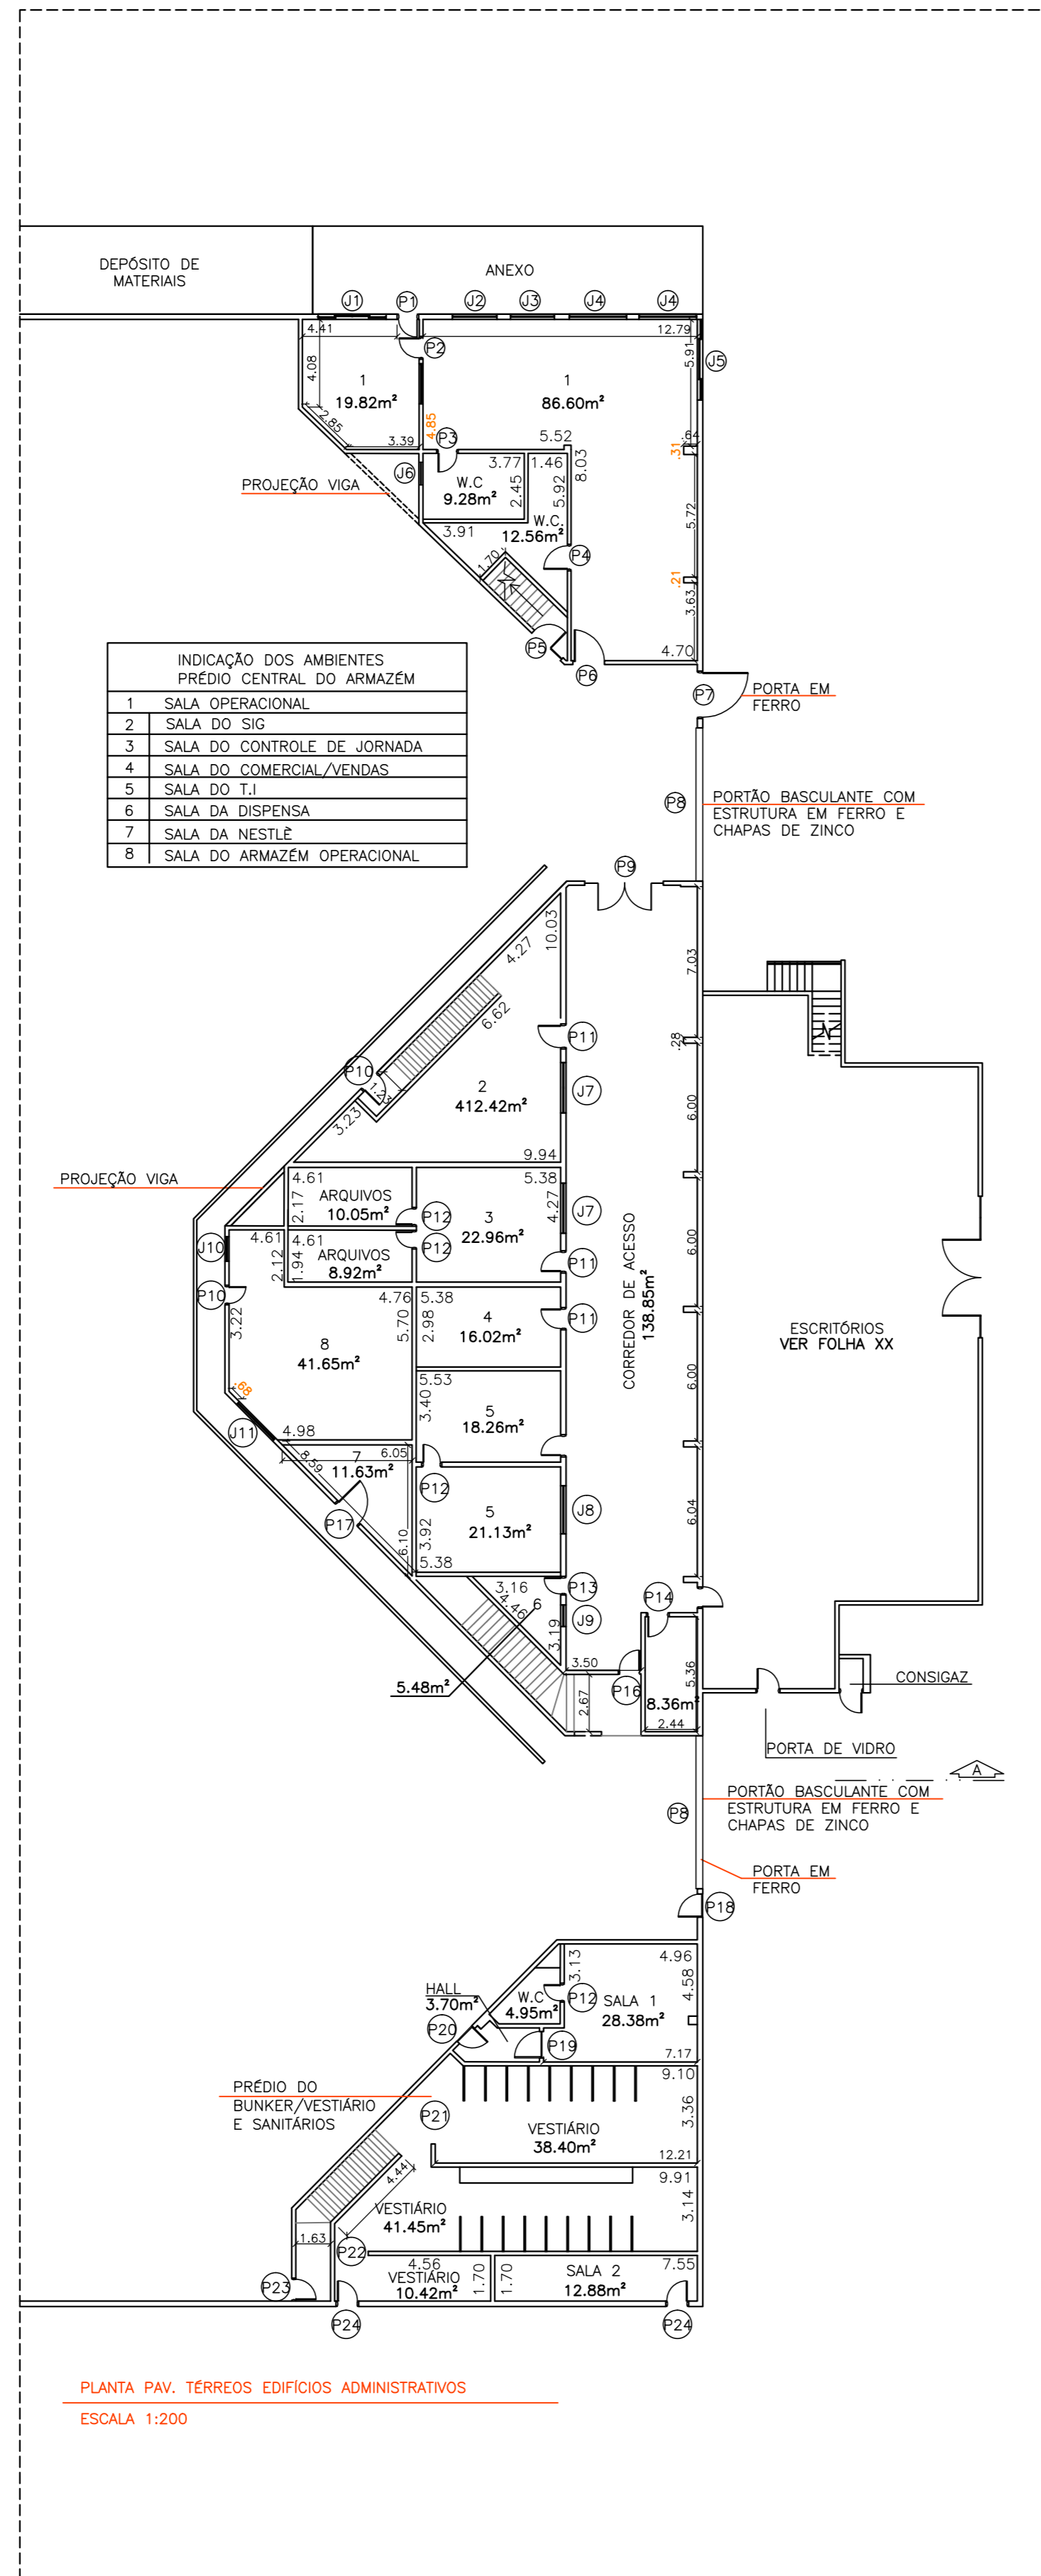 DEPÓSITO DE
MATERIAIS
ANEXO
J1
P1
J2
J3
J4
J4
4.41
12.79
P2
J5
4.08
5.91
1
19.82m²
1
86.60m²
2.85
3.39
4.85
P3
5.52
.64
.31
8.03
PROJEÇÃO VIGA
J6
3.77
1.46
W.C
9.28m²
2.45
5.92
3.91
W.C.
12.56m²
5.72
1.70
P4
.21
3.63
P5
P6
4.70
P7
PORTA EM
FERRO
INDICAÇÃO DOS AMBIENTES
PRÉDIO CENTRAL DO ARMAZÉM
1 SALA OPERACIONAL
2 SALA DO SIG
3 SALA DO CONTROLE DE JORNADA
4 SALA DO COMERCIAL/VENDAS
5 SALA DO T.I
6 SALA DA DISPENSA
7 SALA DA NESTLÈ
8 SALA DO ARMAZÉM OPERACIONAL
P8
PORTÃO BASCULANTE COM
ESTRUTURA EM FERRO E
CHAPAS DE ZINCO
P9
10.03
4.27
7.03
6.62
P11
.28
P10
1.23
2
412.42m²
J7
3.23
6.00
9.94
PROJEÇÃO VIGA
4.61
5.38
2.17
ARQUIVOS
10.05m²
4.27
J7
P12
3
22.96m²
CORREDOR DE ACESSO
138.85m²
6.00
J10
4.61
4.61
ARQUIVOS
8.92m²
P12
2.12
1.94
P11
P10
4.76
5.38
3.22
5.70
2.98
4
16.02m²
P11
ESCRITÓRIOS
VER FOLHA XX
8
41.65m²
6.00
.68
5.53
3.40
5
18.26m²
J11
4.98
7
11.63m²
6.05
8.59
P12
P17
6.10
3.92
5
21.13m²
J8
6.04
5.38
3.16
4.46
6
P13
J9
P14
3.19
5.48m²
3.50
P16
5.36
2.67
8.36m²
2.44
CONSIGAZ
PORTA DE VIDRO
A
PORTÃO BASCULANTE COM
ESTRUTURA EM FERRO E
CHAPAS DE ZINCO
P8
PORTA EM
FERRO
P18
3.13
4.96
4.58
HALL
3.70m²
W.C
4.95m²
P12
SALA 1
28.38m²
P20
P19
7.17
9.10
PRÉDIO DO
BUNKER/VESTIÁRIO
E SANITÁRIOS
P21
VESTIÁRIO
38.40m²
3.36
12.21
4.44
9.91
VESTIÁRIO
41.45m²
3.14
1.63
P22
4.56
VESTIÁRIO
10.42m²
1.70
1.70
SALA 2
12.88m²
7.55
P23
P24
P24
PLANTA PAV. TÉRREOS EDIFÍCIOS ADMINISTRATIVOS
ESCALA 1:200